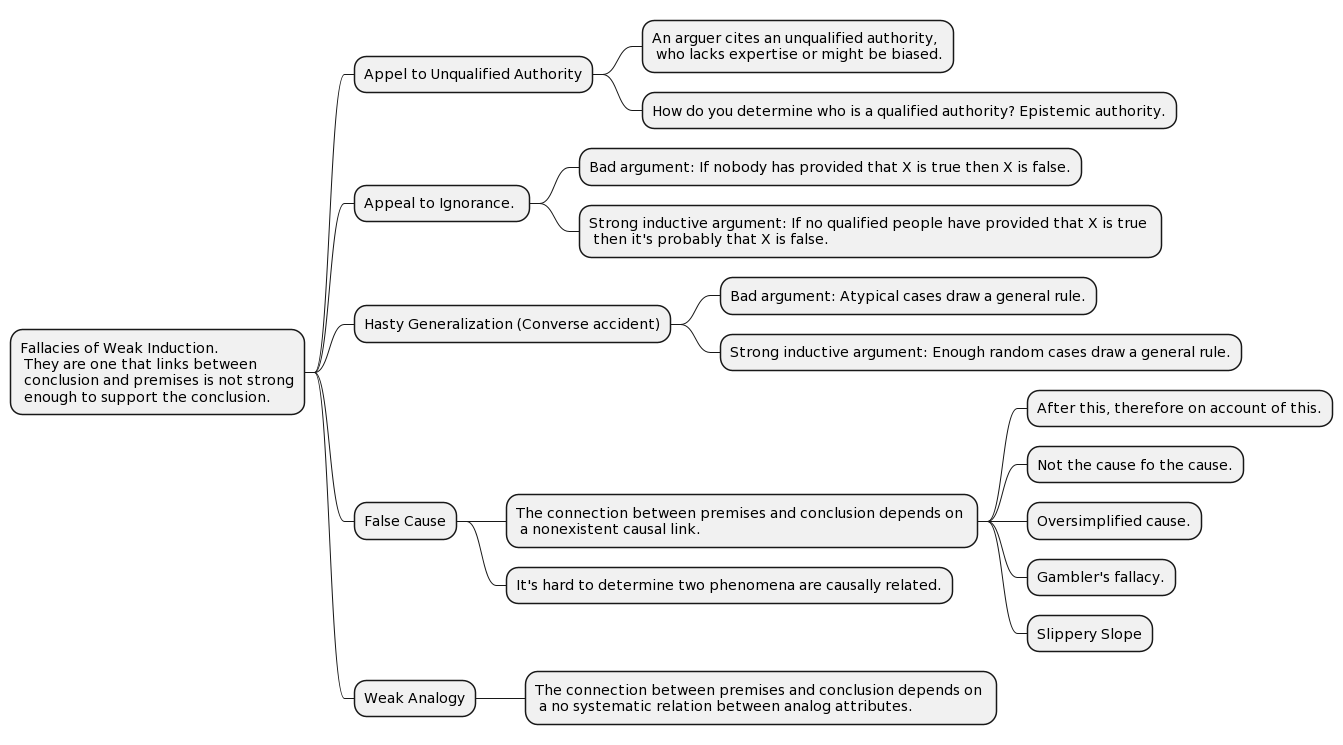 Fallacies of Weak Induction.
They are one that links between
conclusion and premises is not strong
enough to support the conclusion.
Appel to Unqualified Authority
An arguer cites an unqualified authority,
who lacks expertise or might be biased.
How do you determine who is a qualified authority? Epistemic authority.
Appeal to Ignorance.
Bad argument: If nobody has provided that X is true then X is false.
Strong inductive argument: If no qualified people have provided that X is true
then it's probably that X is false.
Hasty Generalization (Converse accident)
Bad argument: Atypical cases draw a general rule.
Strong inductive argument: Enough random cases draw a general rule.
False Cause
The connection between premises and conclusion depends on
a nonexistent causal link.
After this, therefore on account of this.
Not the cause fo the cause.
Oversimplified cause.
Gambler's fallacy.
Slippery Slope
It's hard to determine two phenomena are causally related.
Weak Analogy
The connection between premises and conclusion depends on
a no systematic relation between analog attributes.